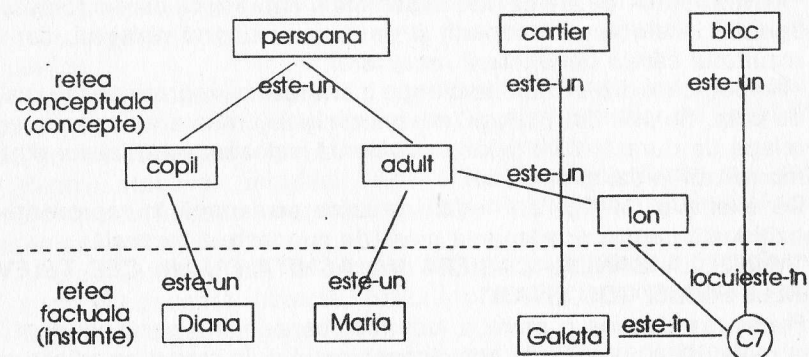 persoana
cartier
bloc
retea
conceptuala
(concepte)
este-un
este-un
este-un
copil
adult
este-un
Ion
retea
factuala
(instante)
este-un
este-un
locuieste-in
Diana
Maria
Galata
este-in
C7